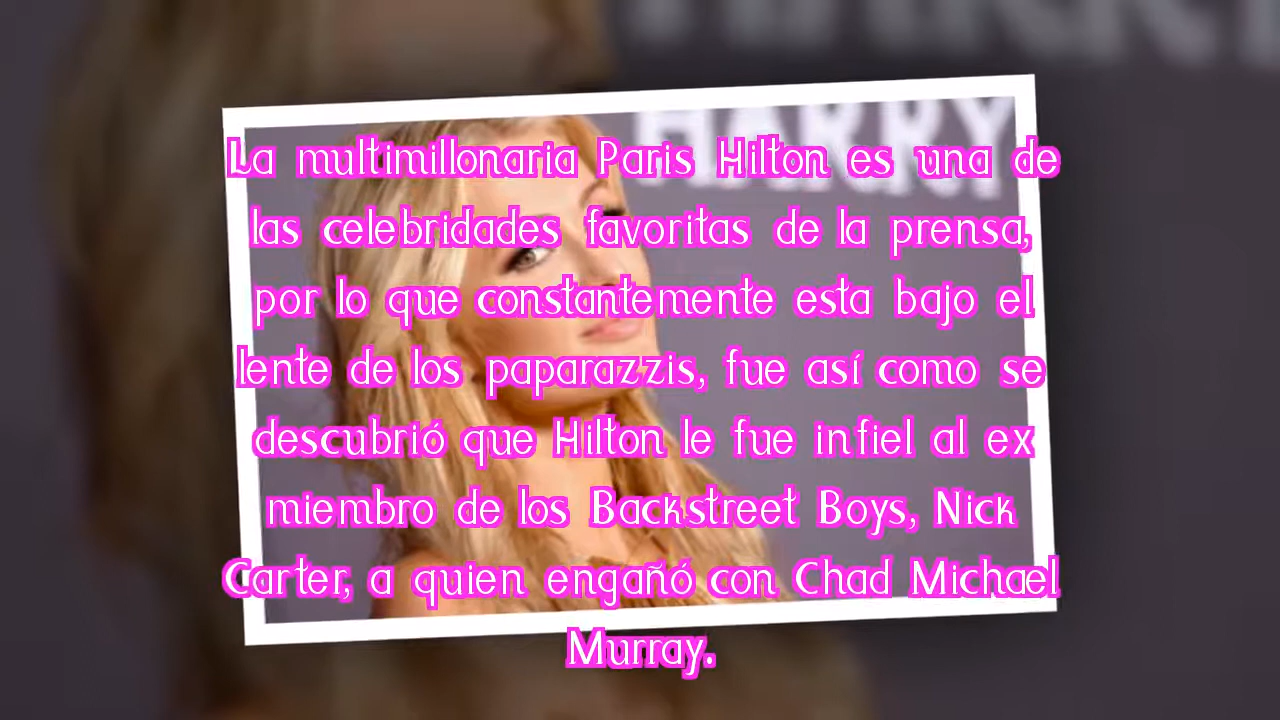 HARRY
La multimillonaria Paris Hilton es una de
las celebridades favoritas de la prensa,
por lo que constantemente esta bajo el
lente de los paparazzis, fue así como se
descubrió que Hilton le fue infiel al ex
miembro de los Backstreet Boys, Nick
Carter, a quien engañó con Chad Michael
Murray.